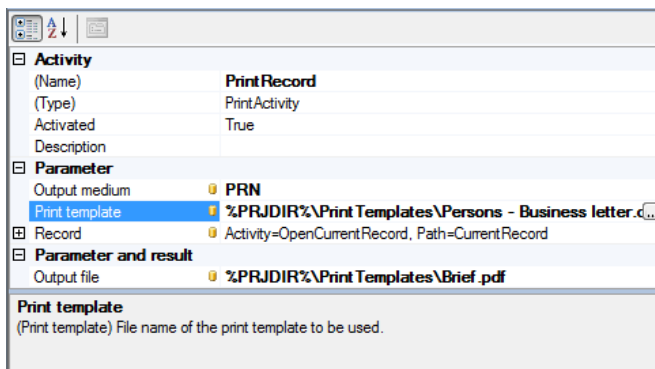 Activity
(Name) PrintRecord
(Type) PrintActivity
Activated True
Description
Parameter
Output medium PRN
Print template %PRJDIR%\Print Templates\Persons - Business letter.c...
Record Activity=OpenCurrentRecord, Path=CurrentRecord
Parameter and result
Output file %PRJDIR%\Print Templates\Brief.pdf
Print template
(Print template) File name of the print template to be used.